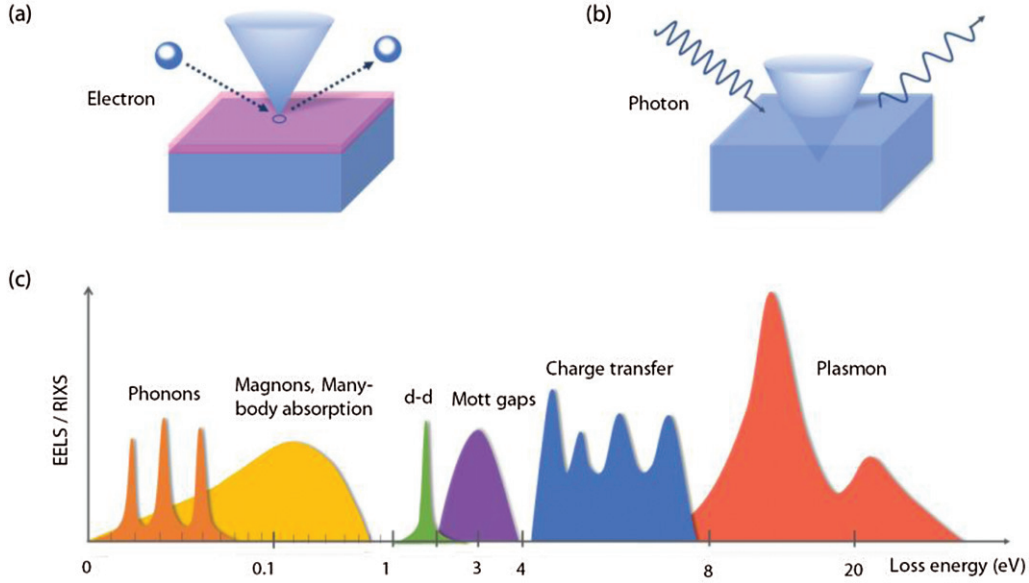 (a)
Electron
(b)
Photon
(c)
EELS / RIXS
Phonons
Magnons, Many-
body absorption
d-d
Mott gaps
Charge transfer
Plasmon
0 0.1 1 3 4 8 20 Loss energy (eV)